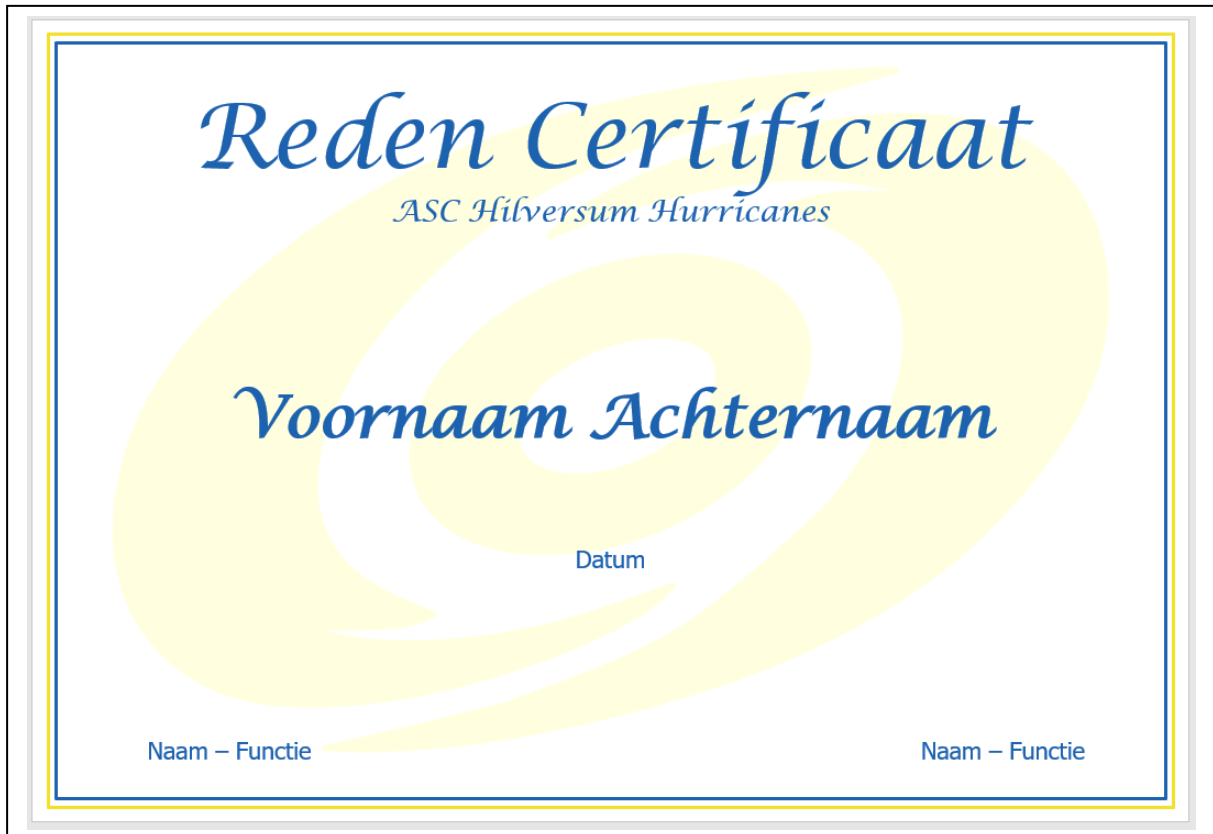 Reden Certificaat
ASC Hilversum Hurricanes
Voornaam Achternaam
Datum
Naam – Functie
Naam – Functie